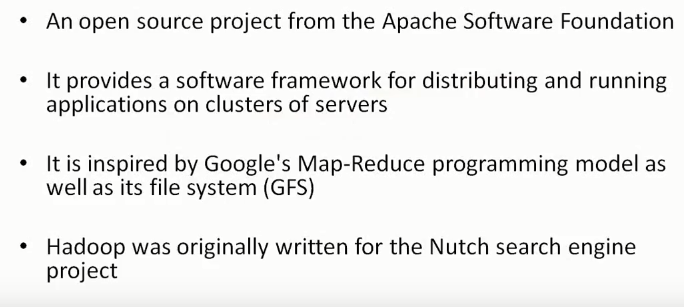 • An open source project from the Apache Software Foundation
• It provides a software framework for distributing and running
applications on clusters of servers
• It is inspired by Google's Map-Reduce programming model as
well as its file system (GFS)
• Hadoop was originally written for the Nutch search engine
project